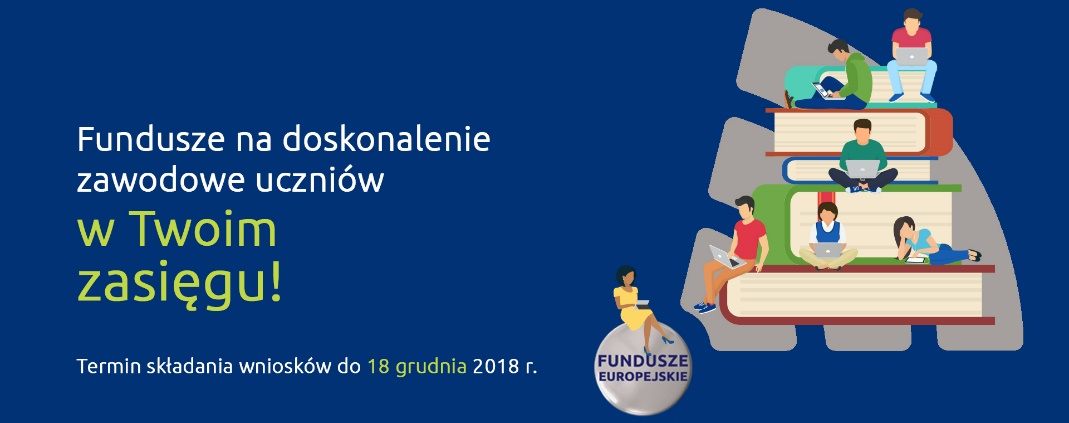 Fundusze na doskonalenie
zawodowe uczniów
w Twoim
zasięgu!
Termin składania wniosków do 18 grudnia 2018 r.
FUNDUSZE
EUROPEJSKIE